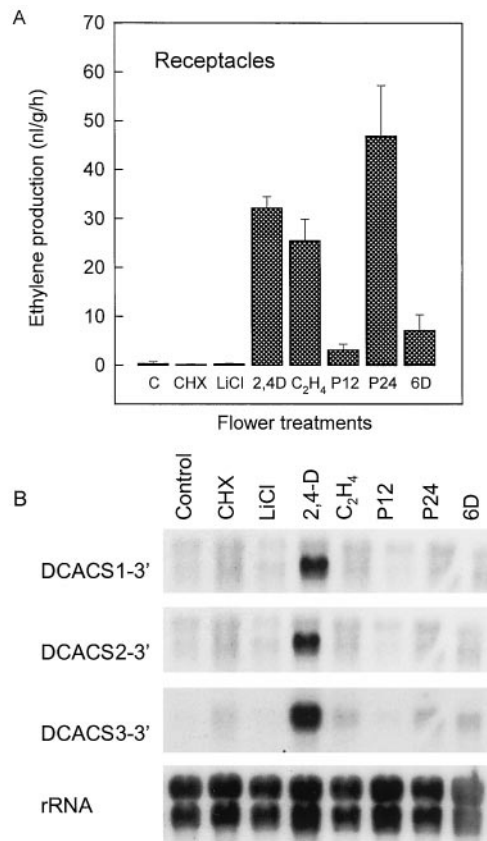 A
Receptacles
Ethylene production (nl/g/h)
70
60
50
40
30
20
10
0
C CHX LiCl 2,4D C₂H₄ P12 P24 6D
Flower treatments
B
Control CHX LiCl 2,4-D C₂H₄ P12 P24 6D
DCACS1-3'
DCACS2-3'
DCACS3-3'
rRNA